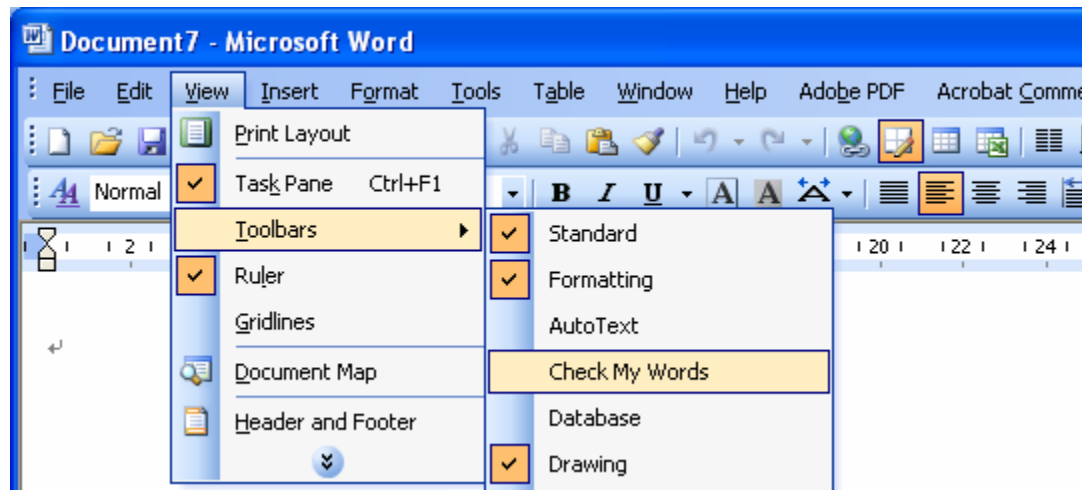 Document7 - Microsoft Word
File Edit View Insert Format Tools Table Window Help Adobe PDF Acrobat
Print Layout
Normal
Task Pane Ctrl+F1
B I U A A
Toolbars
Standard
2 20 22 24
Ruler
Formatting
Gridlines
AutoText
Document Map
Check My Words
Header and Footer
Database
Drawing